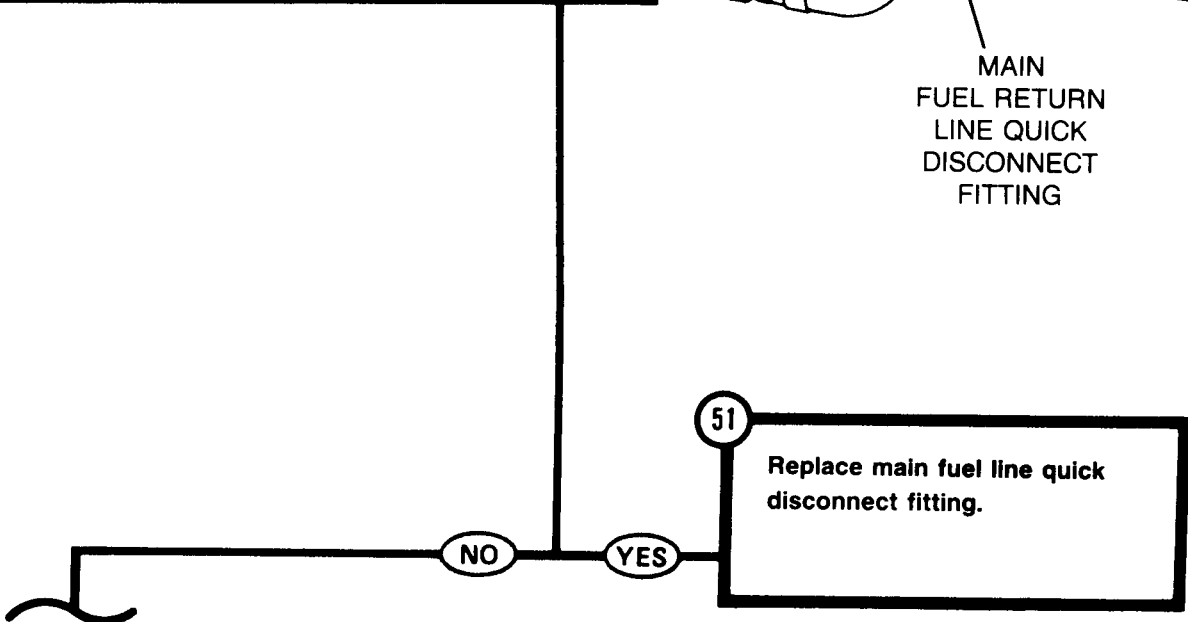 MAIN
FUEL RETURN
LINE QUICK
DISCONNECT
FITTING
51
Replace main fuel line quick
disconnect fitting.
NO
YES